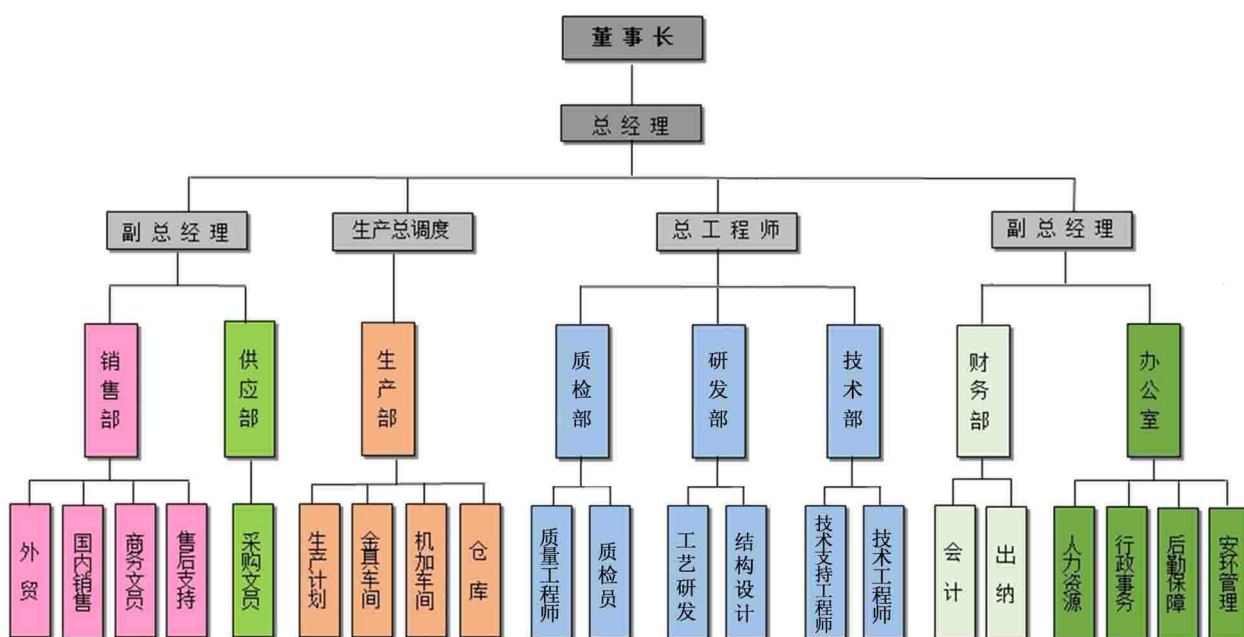 董事长
总经理
副总经理
生产总调度
总工程师
副总经理
销售部
供应部
生产部
质检部
研发部
技术部
财务部
办公室
外贸
国内销售
商务文员
售后支持
采购文员
生产计划
金具车间
机加车间
仓库
质量工程师
质检员
工艺研发
结构设计
技术支持工程师
技术工程师
会计
出纳
人力资源
行政事务
后勤保障
安环管理